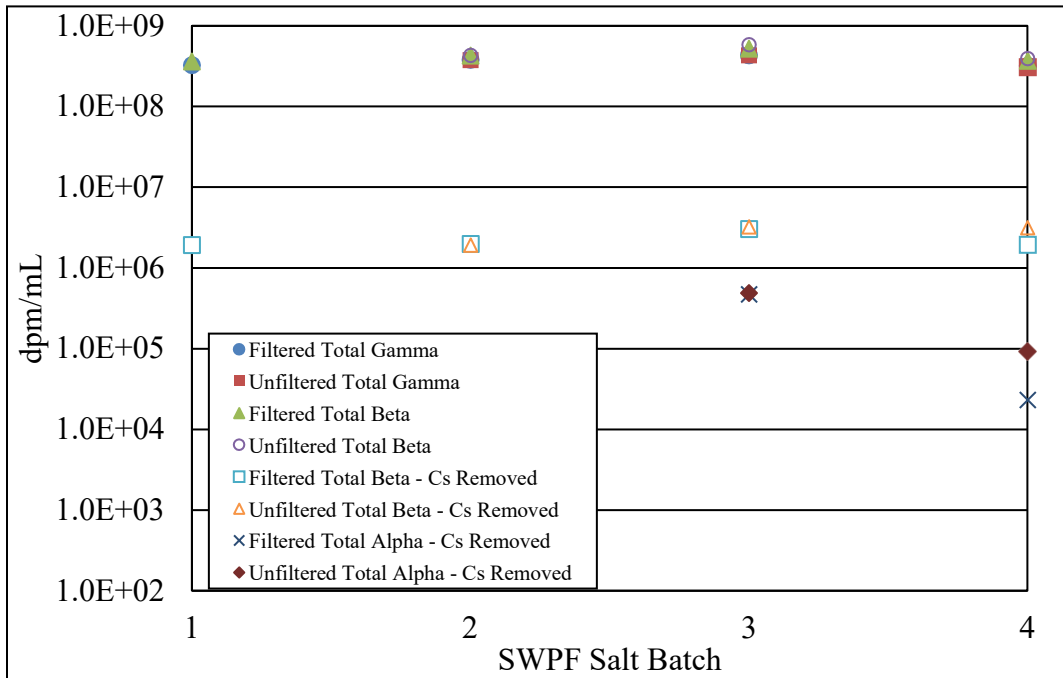 1.0E+09
1.0E+08
1.0E+07
1.0E+06
1.0E+05
1.0E+04
1.0E+03
1.0E+02
dpm/mL
Filtered Total Gamma
Unfiltered Total Gamma
Filtered Total Beta
Unfiltered Total Beta
Filtered Total Beta - Cs Removed
Unfiltered Total Beta - Cs Removed
Filtered Total Alpha - Cs Removed
Unfiltered Total Alpha - Cs Removed
1 2 3 4
SWPF Salt Batch